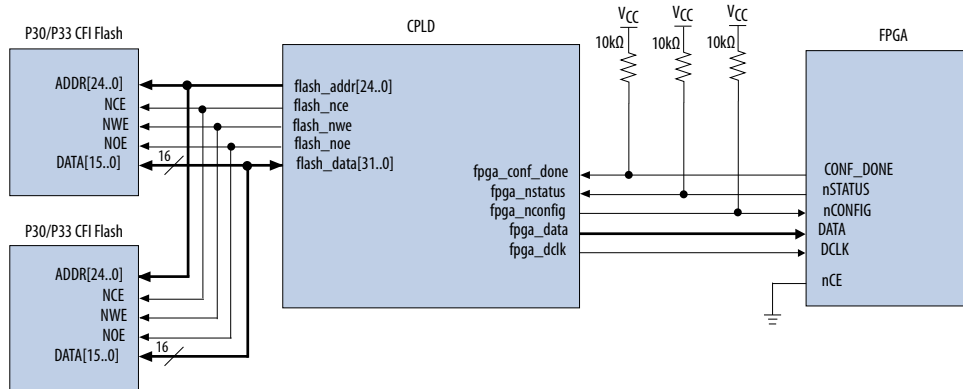 P30/P33 CFI Flash
ADDR[24..0]
NCE
NWE
NOE
DATA[15..0]
16
P30/P33 CFI Flash
ADDR[24..0]
NCE
NWE
NOE
DATA[15..0]
16
CPLD
flash_addr[24..0]
flash_nce
flash_nwe
flash_noe
flash_data[31..0]
fpga_conf_done
fpga_nstatus
fpga_nconfig
fpga_data
fpga_dclk
VCC
10kΩ
VCC
10kΩ
VCC
10kΩ
FPGA
CONF_DONE
nSTATUS
nCONFIG
DATA
DCLK
nCE